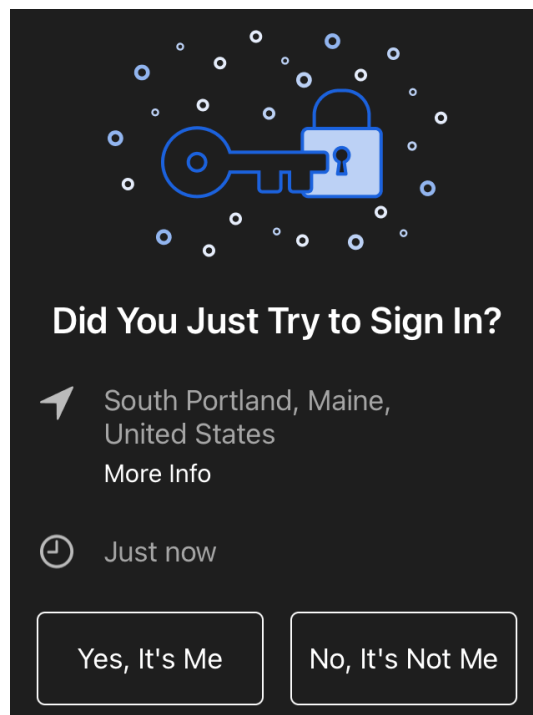 Did You Just Try to Sign In?
South Portland, Maine,
United States
More Info
Just now
Yes, It's Me
No, It's Not Me